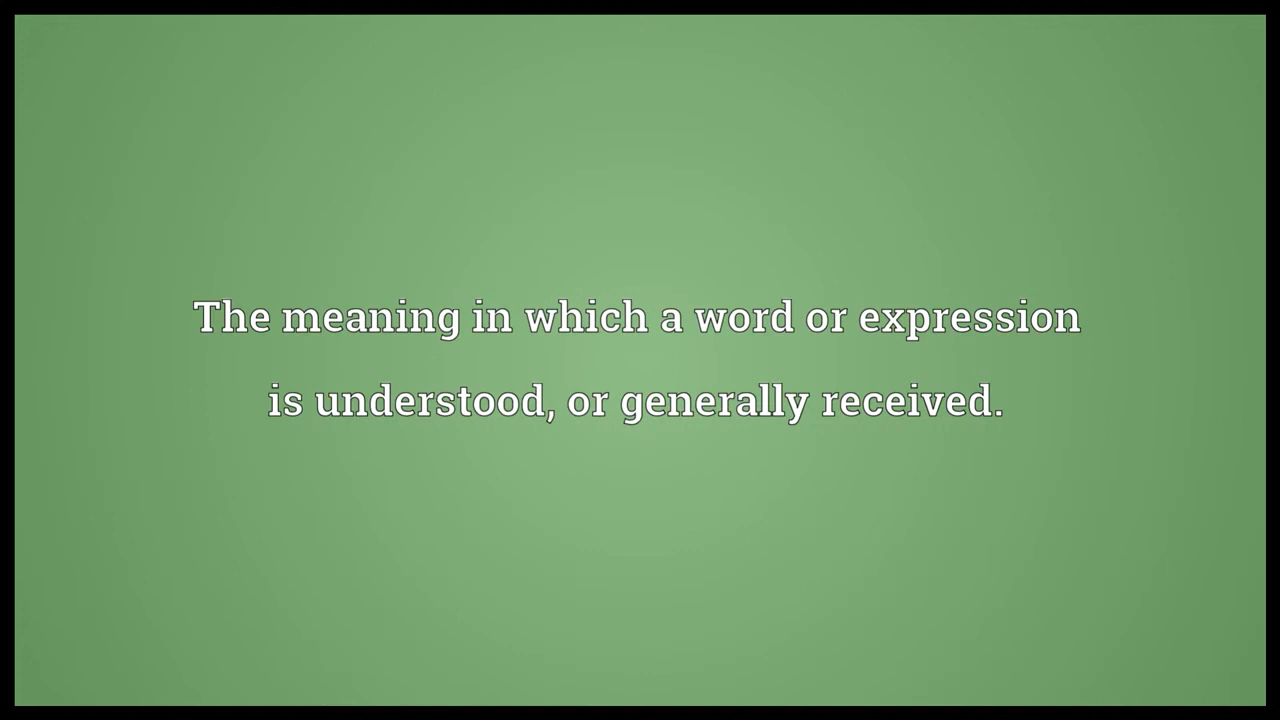 The meaning in which a word or expression
is understood, or generally received.